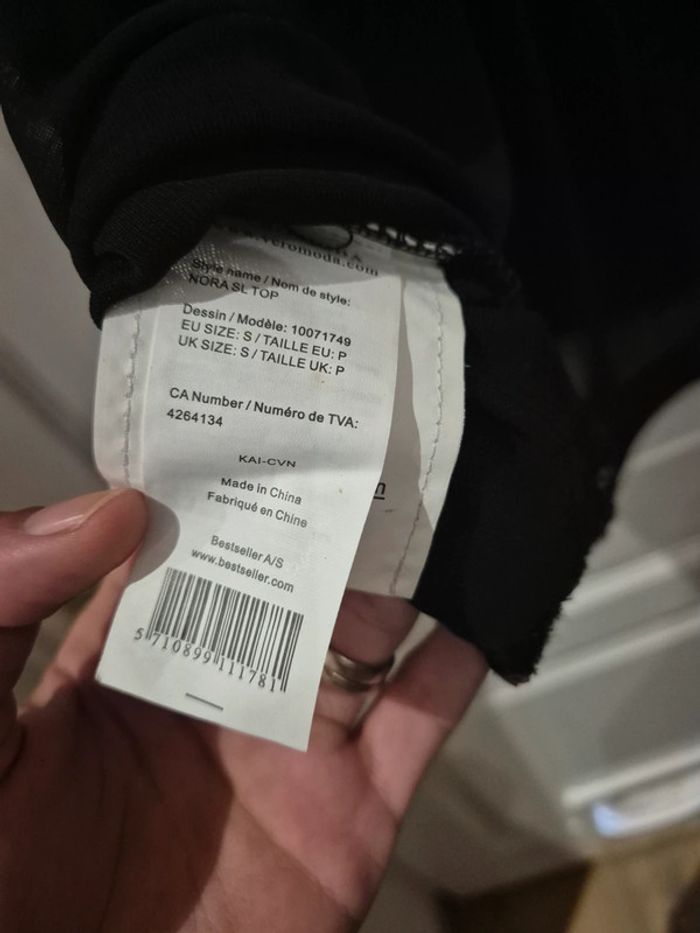 veromoda.com
Style name / Nom de style:
NORA SL TOP
Dessin / Modèle: 10071749
EU SIZE: S / TAILLE EU: P
UK SIZE: S / TAILLE UK: P
CA Number / Numéro de TVA:
4264134
KAI-CVN
Made in China
Fabriqué en Chine
Bestseller A/S
www.bestseller.com
5 710899 111781